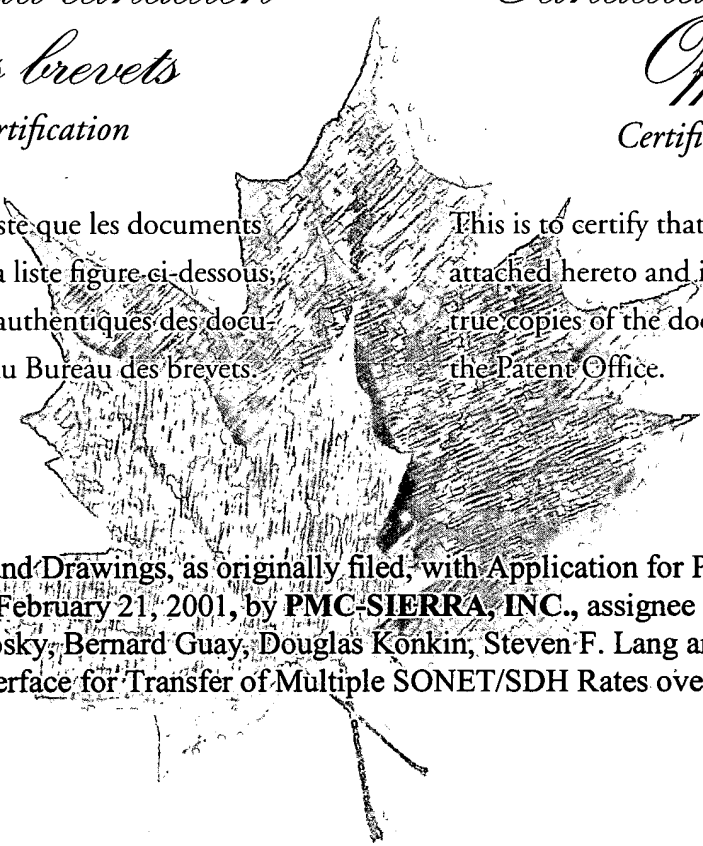 brevets
rtification
Certifi
ste que les documents
a liste figure ci-dessous,
authentiques des docu-
u Bureau des brevets.
This is to certify that
attached hereto and i
true copies of the doc
the Patent Office.
nd Drawings, as originally filed, with Application for P
February 21, 2001, by PMC-SIERRA, INC., assignee
osky, Bernard Guay, Douglas Konkin, Steven F. Lang a
erface for Transfer of Multiple SONET/SDH Rates ove